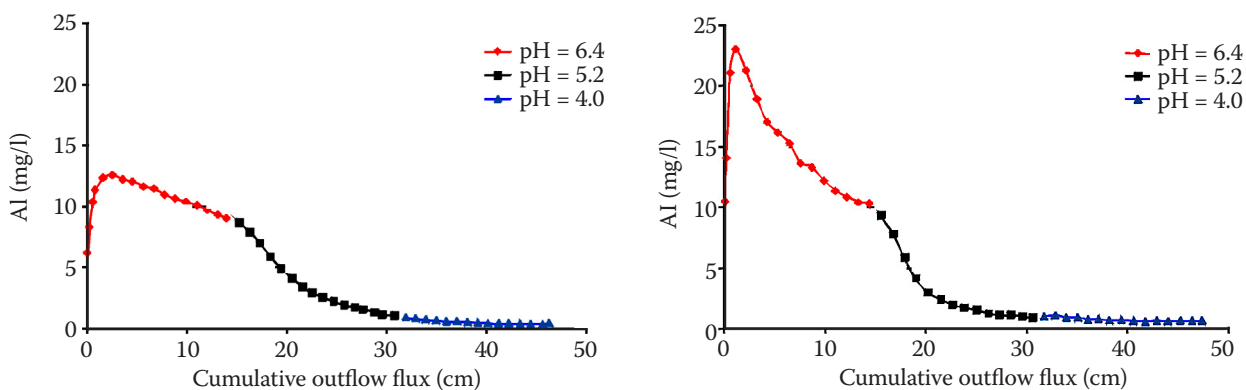 25
20
15
10
5
0
Al (mg/l)
pH = 6.4
pH = 5.2
pH = 4.0
0 10 20 30 40 50
Cumulative outflow flux (cm)
25
20
15
10
5
0
Al (mg/l)
pH = 6.4
pH = 5.2
pH = 4.0
0 10 20 30 40 50
Cumulative outflow flux (cm)